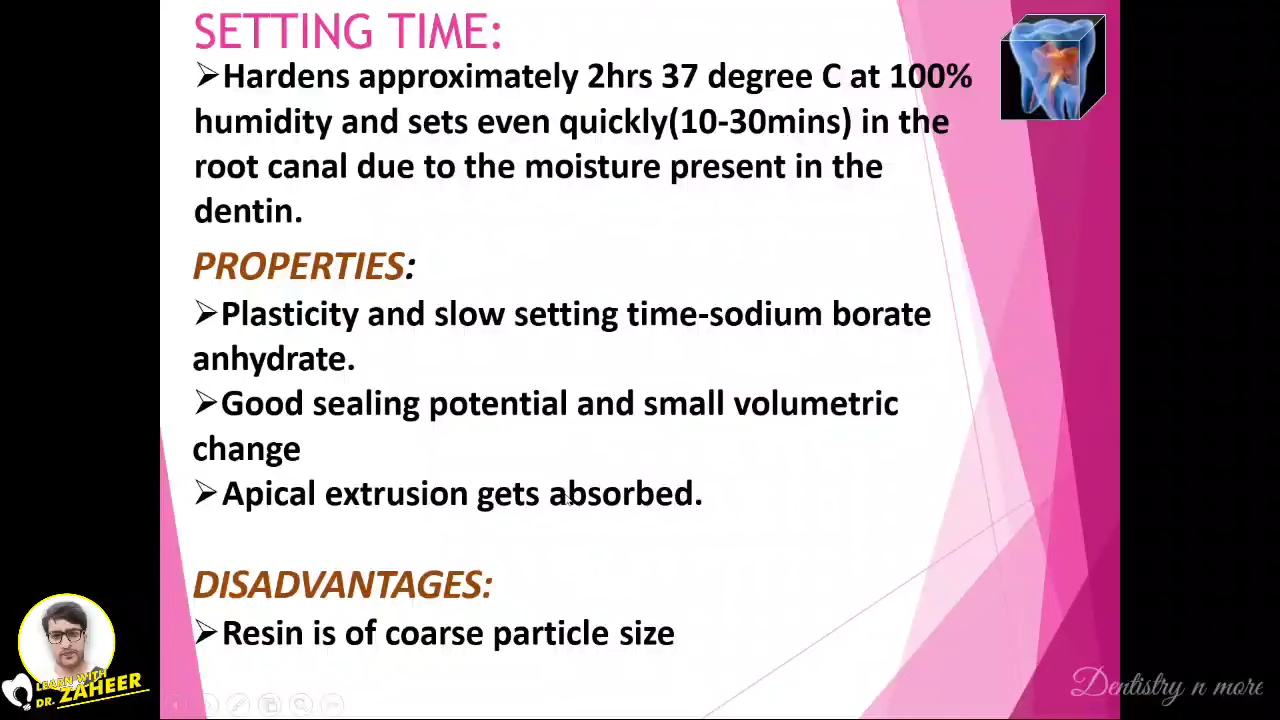 SETTING TIME:
➢Hardens approximately 2hrs 37 degree C at 100%
humidity and sets even quickly(10-30mins) in the
root canal due to the moisture present in the
dentin.
PROPERTIES:
➢Plasticity and slow setting time-sodium borate
anhydrate.
➢Good sealing potential and small volumetric
change
➢Apical extrusion gets absorbed.
DISADVANTAGES:
➢Resin is of coarse particle size
LEARN WITH
DR. ZAHEER
Dentistry n more